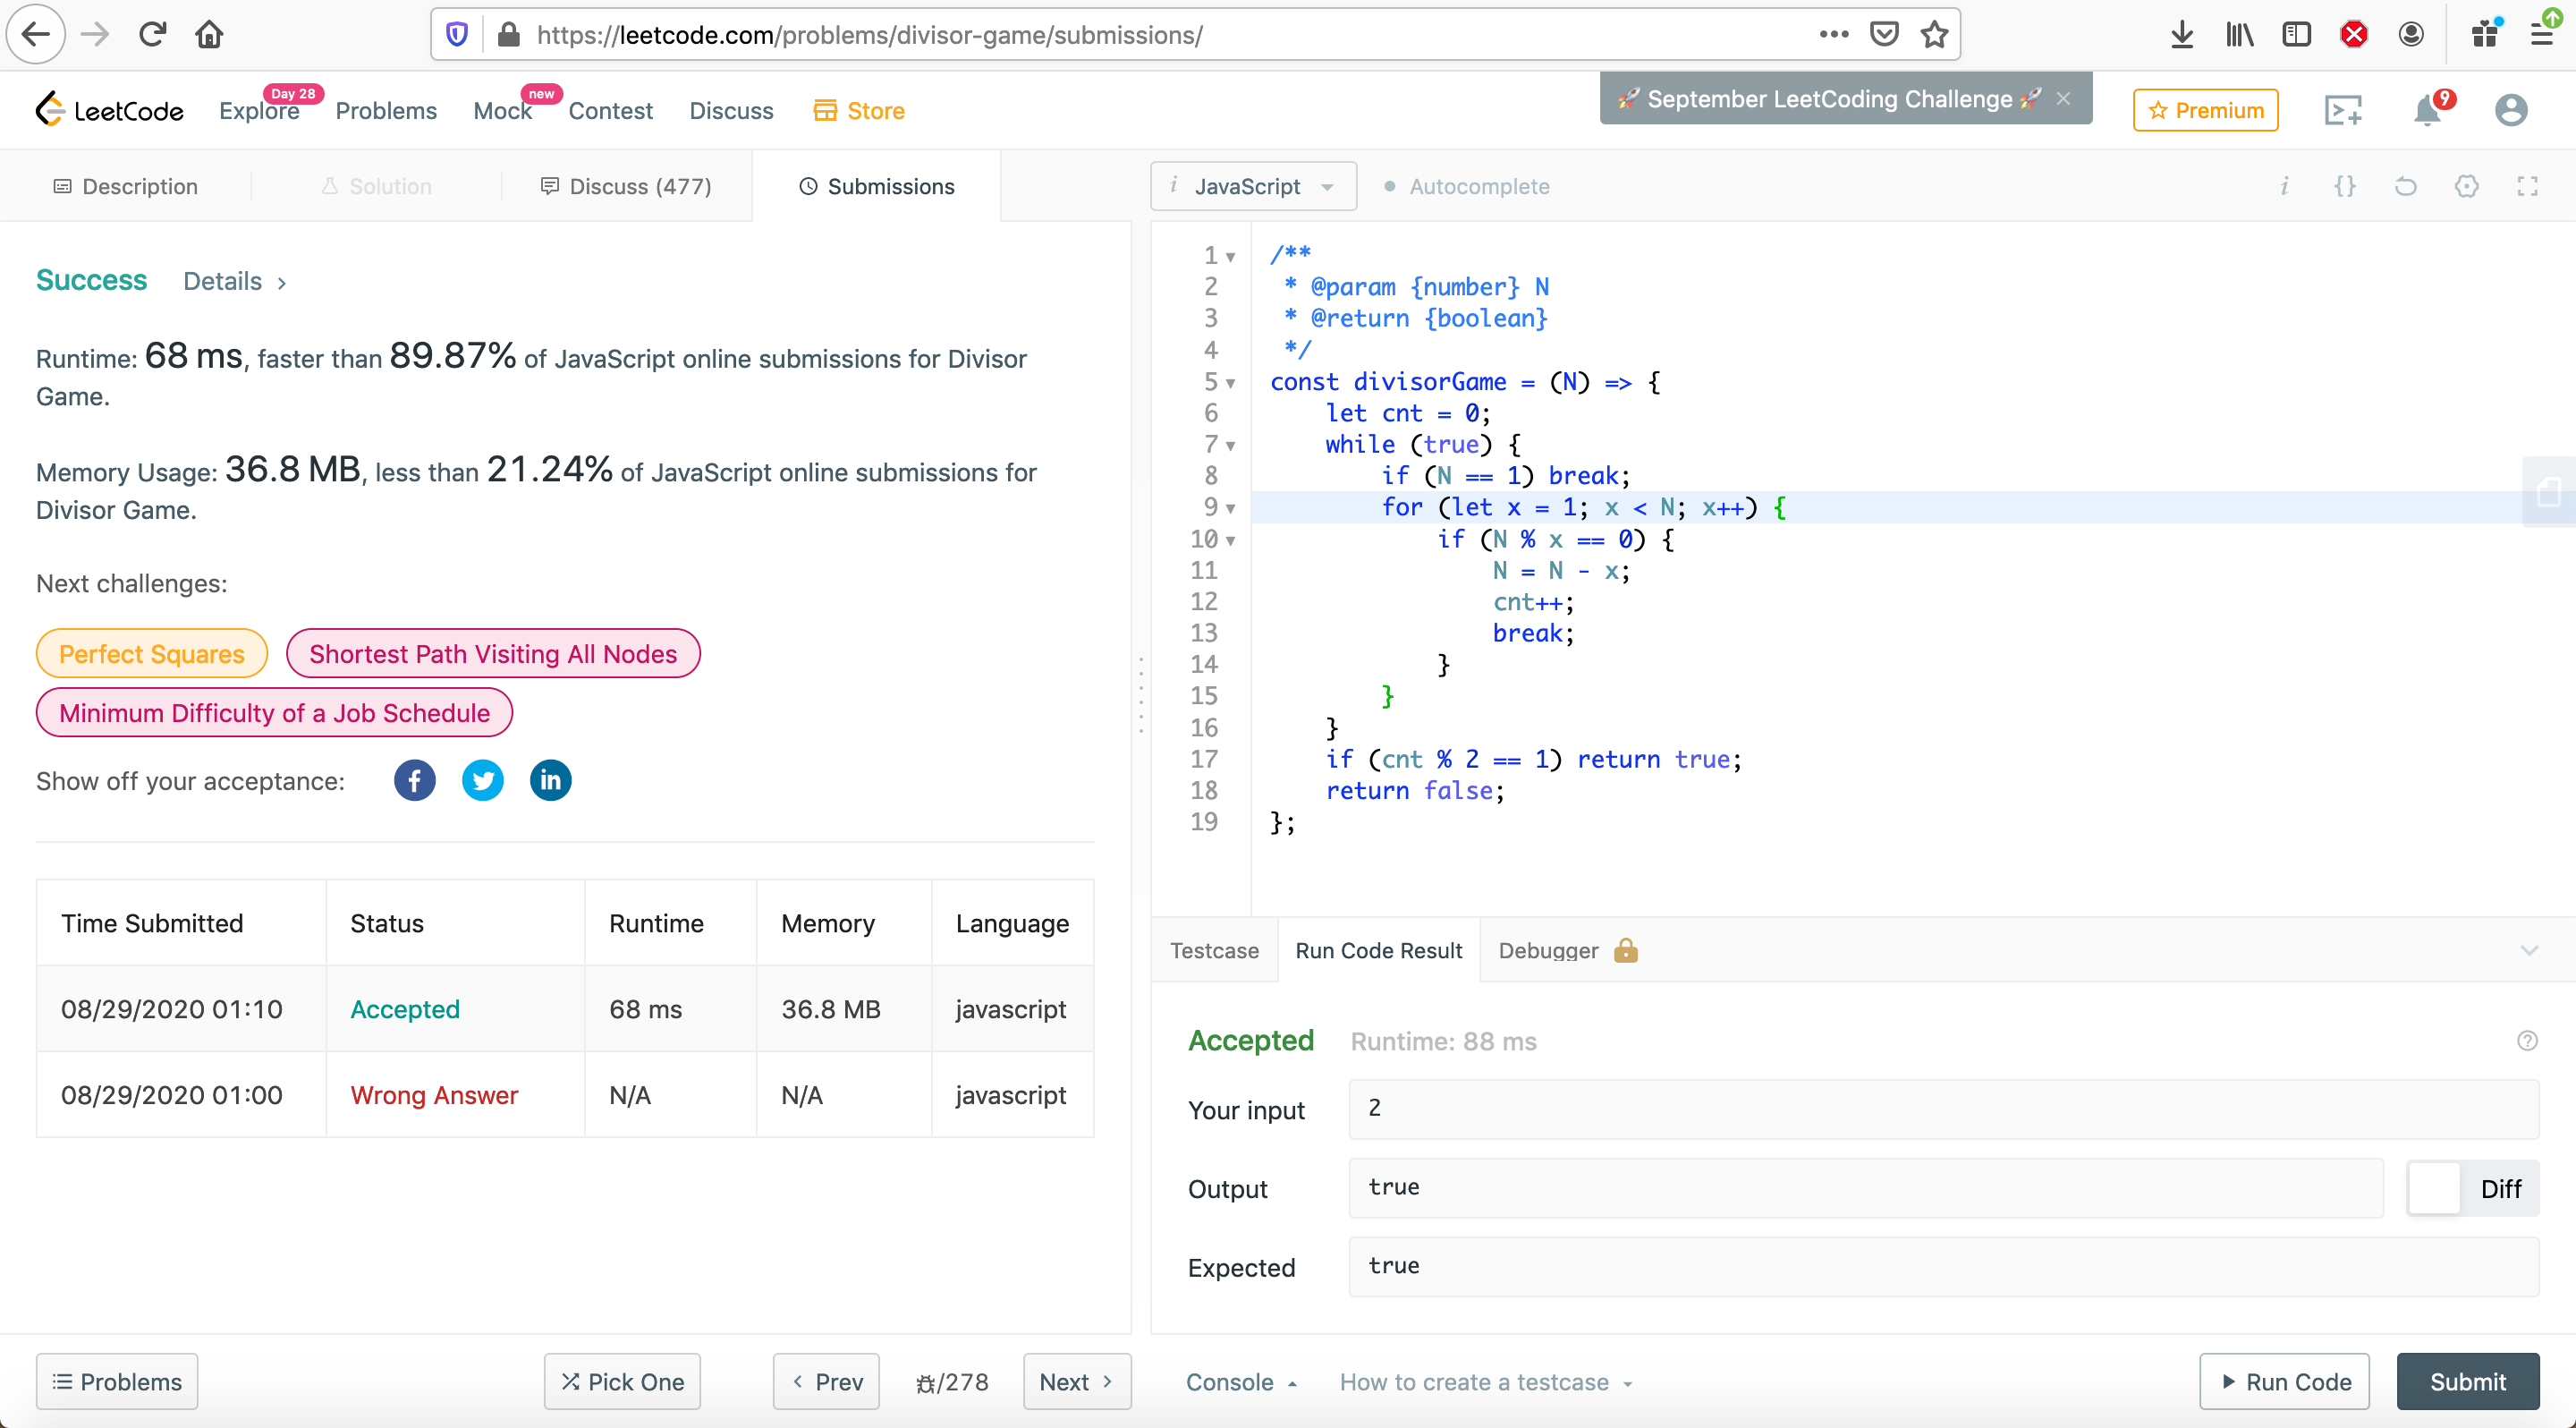 https://leetcode.com/problems/divisor-game/submissions/
LeetCode
Explore
Day 28
Problems
Mock
new
Contest
Discuss
Store
🚀 September LeetCoding Challenge 🚀 ×
Premium
9
Description
Solution
Discuss (477)
Submissions
i JavaScript
Autocomplete
Success Details >
Runtime: 68 ms, faster than 89.87% of JavaScript online submissions for Divisor
Game.
Memory Usage: 36.8 MB, less than 21.24% of JavaScript online submissions for
Divisor Game.
Next challenges:
Perfect Squares
Shortest Path Visiting All Nodes
Minimum Difficulty of a Job Schedule
Show off your acceptance:
Time Submitted Status Runtime Memory Language
08/29/2020 01:10 Accepted 68 ms 36.8 MB javascript
08/29/2020 01:00 Wrong Answer N/A N/A javascript
1 /**
2  * @param {number} N
3  * @return {boolean}
4  */
5 const divisorGame = (N) => {
6     let cnt = 0;
7     while (true) {
8         if (N == 1) break;
9         for (let x = 1; x < N; x++) {
10             if (N % x == 0) {
11                 N = N - x;
12                 cnt++;
13                 break;
14             }
15         }
16     }
17     if (cnt % 2 == 1) return true;
18     return false;
19 };
Testcase
Run Code Result
Debugger
Accepted Runtime: 88 ms
Your input 2
Output true
Diff
Expected true
Problems
Pick One
< Prev
/278
Next >
Console
How to create a testcase
Run Code
Submit